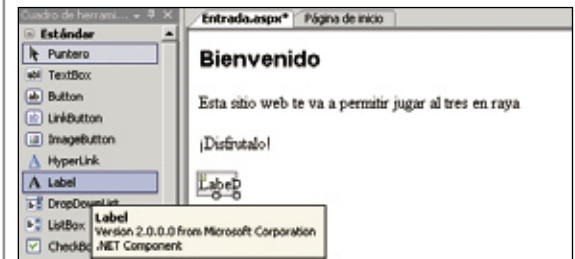 Cuadro de herrami...
Estándar
Puntero
TextBox
Button
LinkButton
ImageButton
HyperLink
Label
DropDownList
ListBox
CheckBo
Label
Version 2.0.0.0 from Microsoft Corporation
.NET Component
Entrada.aspx* Página de inicio
Bienvenido
Esta sitio web te va a permitir jugar al tres en raya
¡Disfrutalo!
Label